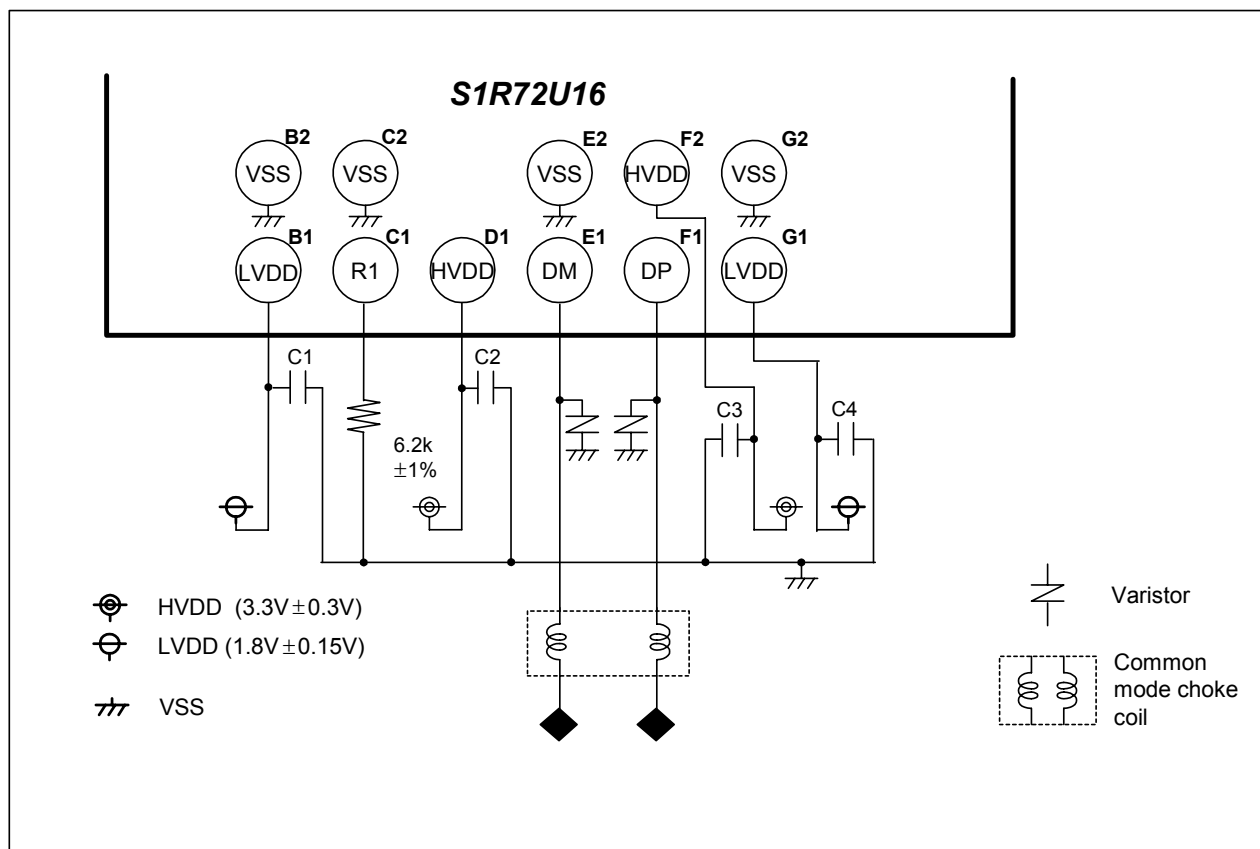 S1R72U16
B2 C2 E2 F2 G2
VSS VSS VSS HVDD VSS
B1 C1 D1 E1 F1 G1
LVDD R1 HVDD DM DP LVDD
C1 C2
C3 C4
6.2k
±1%
HVDD (3.3V±0.3V)
LVDD (1.8V±0.15V)
VSS
Varistor
Common
mode choke
coil